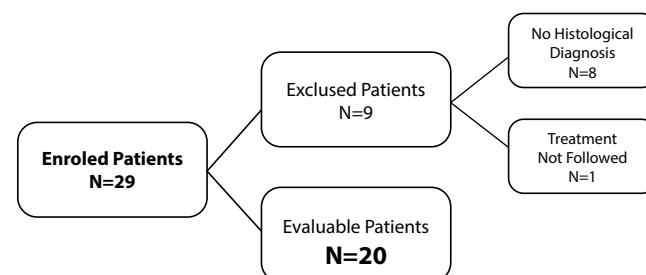 Enroled Patients
N=29
Exclused Patients
N=9
Evaluable Patients
N=20
No Histological
Diagnosis
N=8
Treatment
Not Followed
N=1